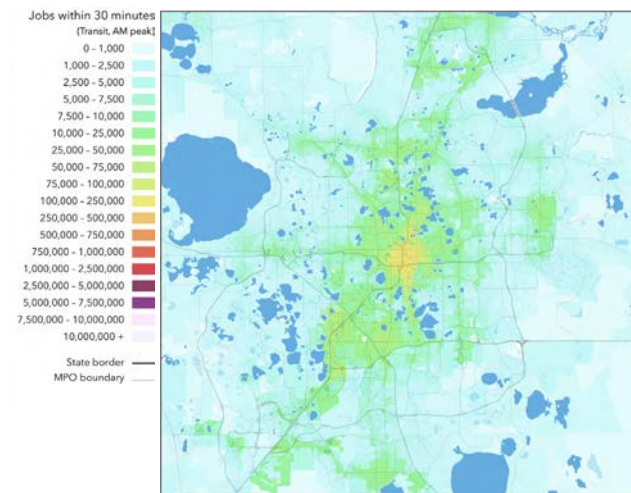 Jobs within 30 minutes
(Transit, AM peak)
0 – 1,000
1,000 – 2,500
2,500 – 5,000
5,000 – 7,500
7,500 – 10,000
10,000 – 25,000
25,000 – 50,000
50,000 – 75,000
75,000 – 100,000
100,000 – 250,000
250,000 – 500,000
500,000 – 750,000
750,000 – 1,000,000
1,000,000 – 2,500,000
2,500,000 – 5,000,000
5,000,000 – 7,500,000
7,500,000 – 10,000,000
10,000,000 +
State border
MPO boundary